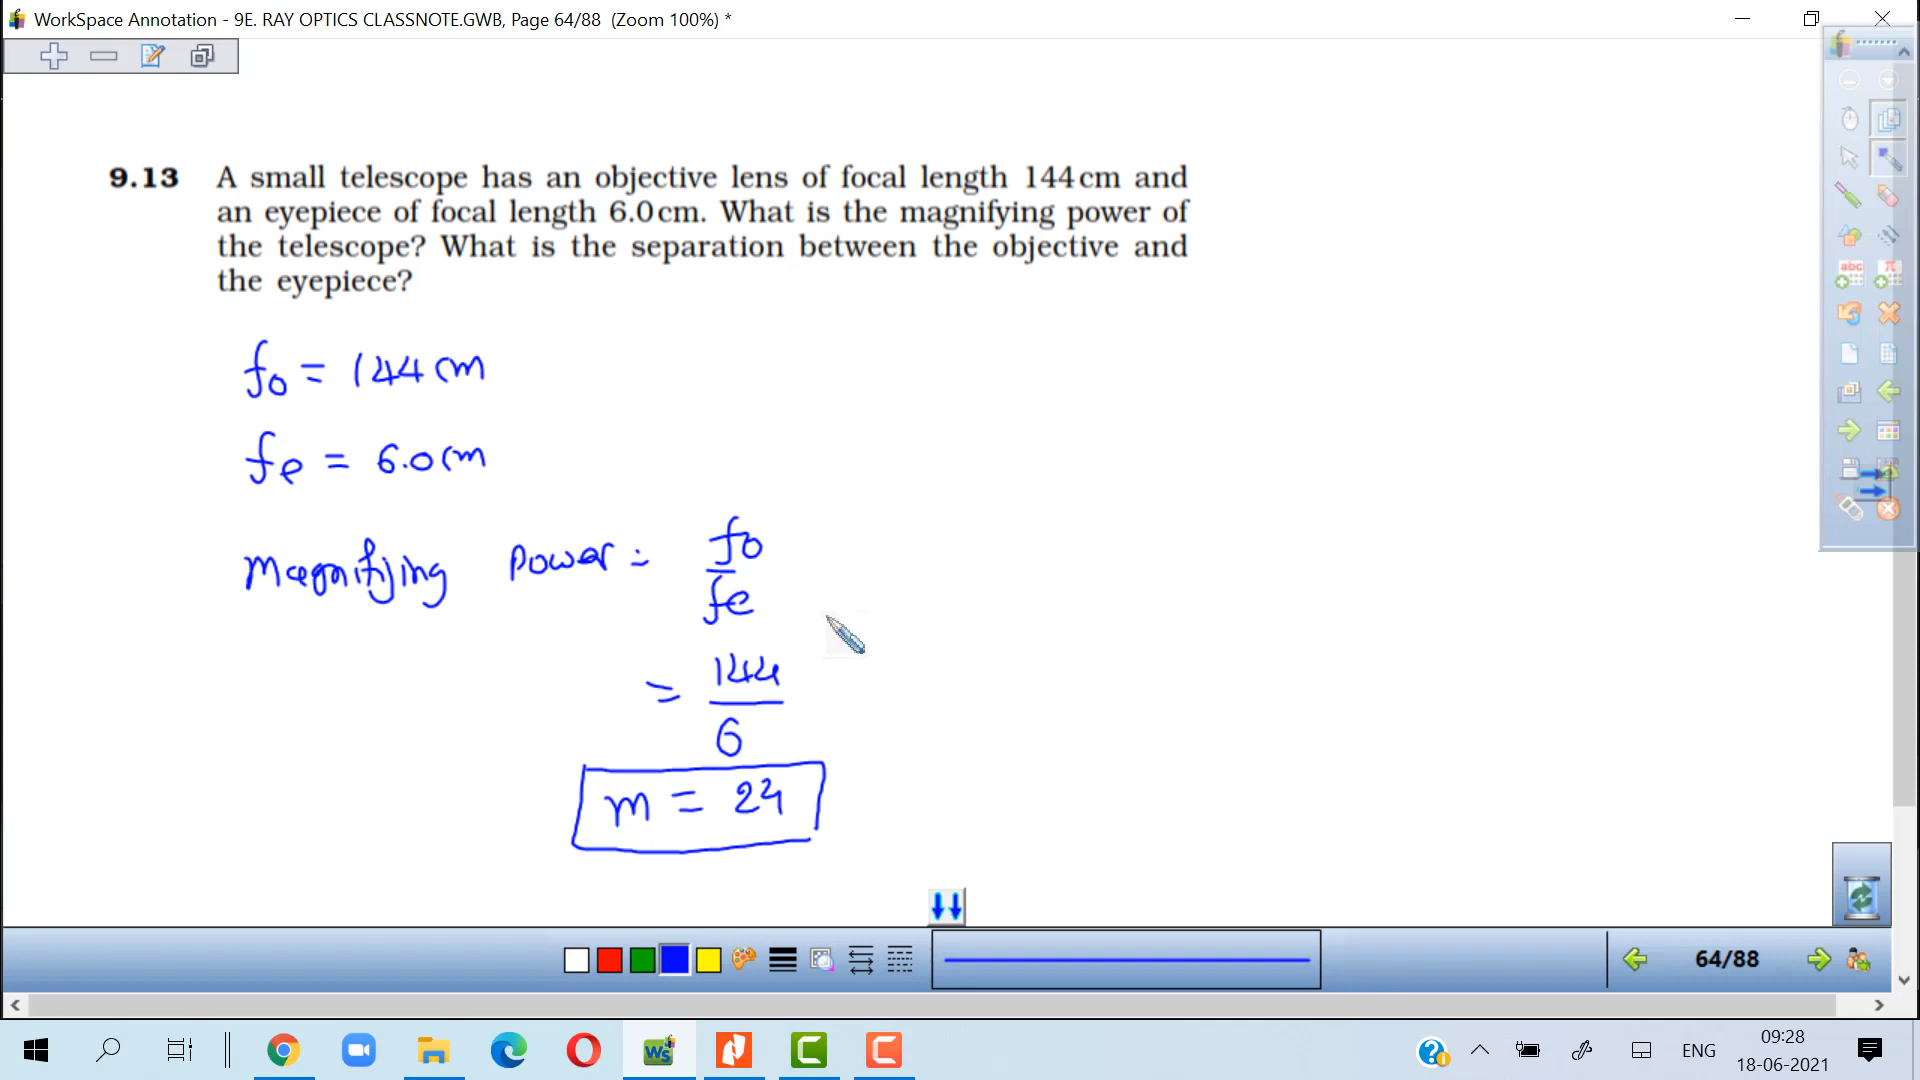 WorkSpace Annotation - 9E. RAY OPTICS CLASSNOTE.GWB, Page 64/88 (Zoom 100%) *
9.13 A small telescope has an objective lens of focal length 144 cm and
an eyepiece of focal length 6.0 cm. What is the magnifying power of
the telescope? What is the separation between the objective and
the eyepiece?
fo = 144 cm
fe = 6.0 cm
Magnifying Power = fo
fe
= 144
6
m = 24
abc π
64/88
WS
ENG
09:28
18-06-2021